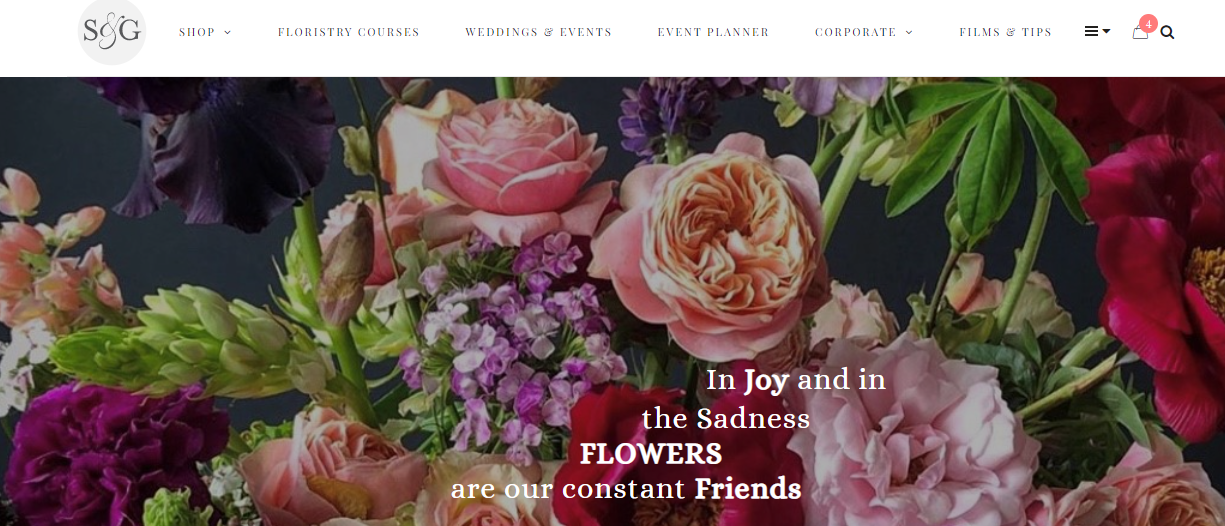 S&G
SHOP
FLORISTRY COURSES
WEDDINGS & EVENTS
EVENT PLANNER
CORPORATE
FILMS & TIPS
4
In Joy and in
the Sadness
FLOWERS
are our constant Friends